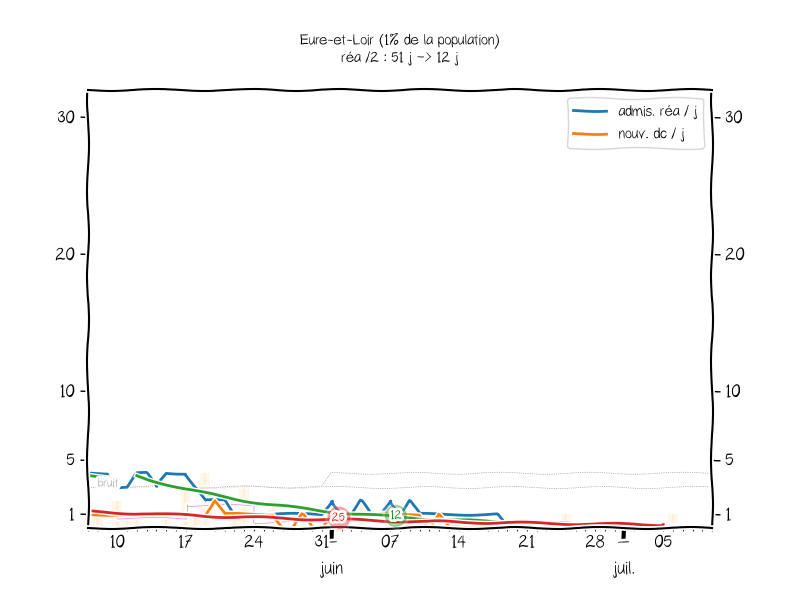 Eure-et-Loir (1% de la population)
réa /2 : 51 j -> 12 j
admis. réa / j
nouv. dc / j
30 30
20 20
10 10
5 5
bruit
1 1
25 12
10 17 24 31 07 14 21 28 05
juin juil.